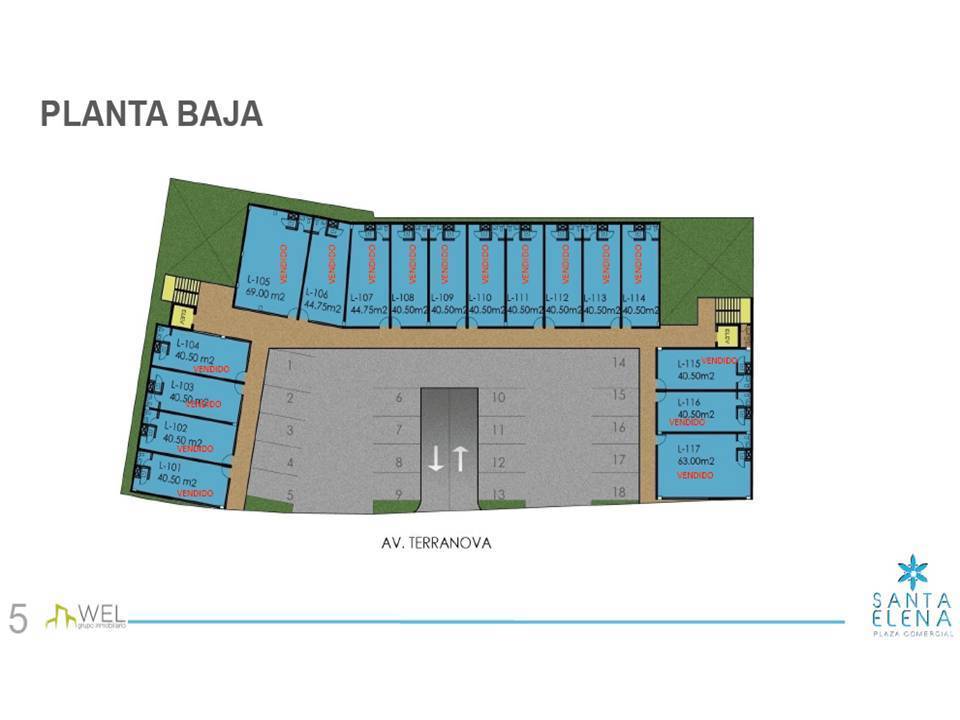 PLANTA BAJA
L-105
69.00 m2
VENDIDO
L-106
44.75m2
VENDIDO
L-107
44.75m2
VENDIDO
L-108
40.50m2
VENDIDO
L-109
40.50m2
VENDIDO
L-110
40.50m2
VENDIDO
L-111
40.50m2
VENDIDO
L-112
40.50m2
VENDIDO
L-113
40.50m2
VENDIDO
L-114
40.50m2
VENDIDO
ELEV
ELEV
L-104
40.50 m2
VENDIDO
L-103
40.50 m2
VENDIDO
L-102
40.50 m2
VENDIDO
L-101
40.50 m2
VENDIDO
1
2
3
4
5
6
7
8
9
10
11
12
13
14
15
16
17
18
L-115
VENDIDO
40.50m2
L-116
40.50m2
VENDIDO
L-117
63.00m2
VENDIDO
AV. TERRANOVA
5
WEL
grupo inmobiliario
SANTA
ELENA
PLAZA COMERCIAL